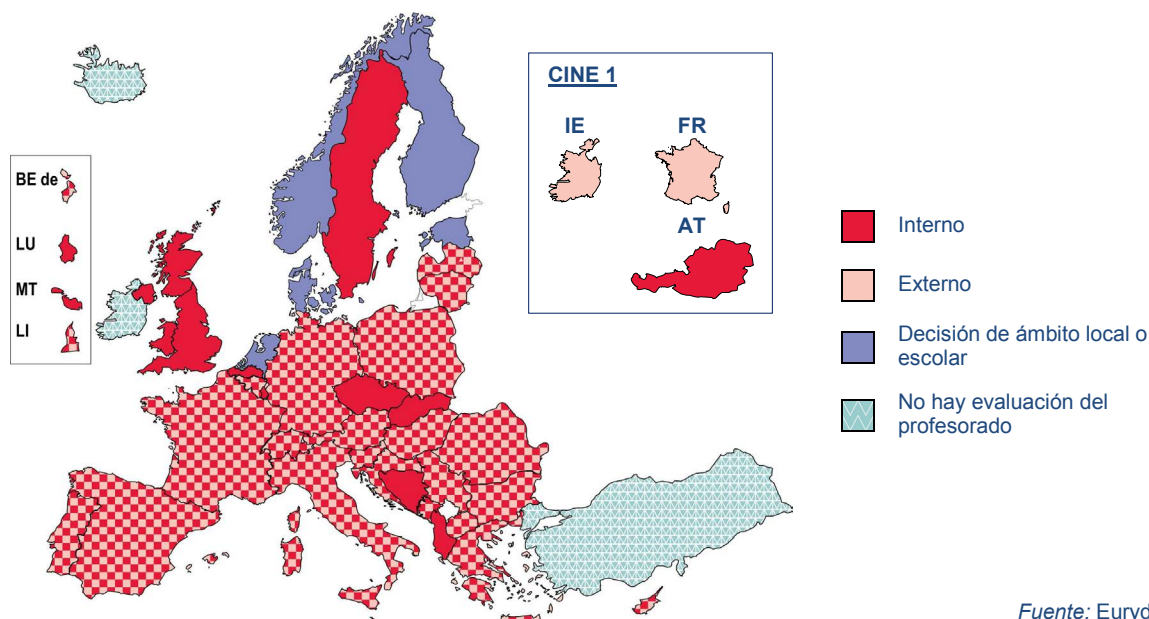 CINE 1
IE
FR
AT
BE de
LU
MT
LI
Interno
Externo
Decisión de ámbito local o
escolar
No hay evaluación del
profesorado
Fuente: